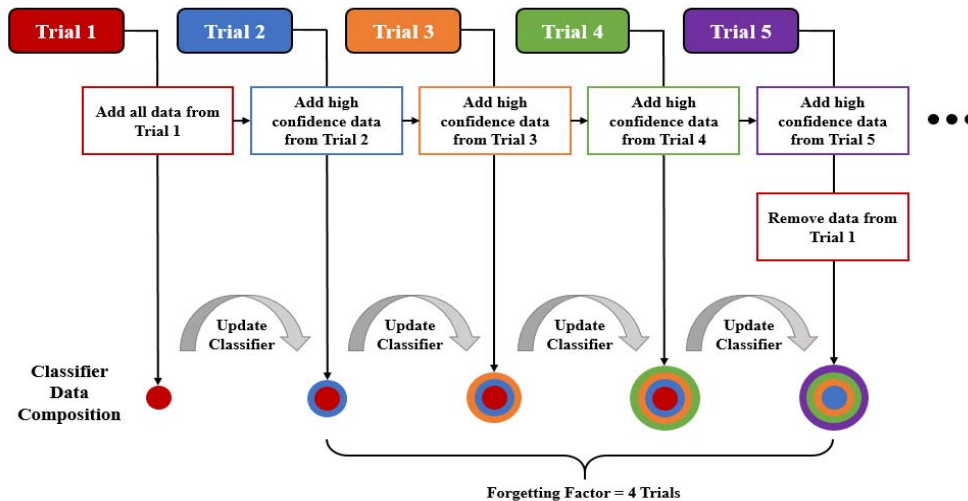 Trial 1
Trial 2
Trial 3
Trial 4
Trial 5
Add all data from
Trial 1
Add high
confidence data
from Trial 2
Add high
confidence data
from Trial 3
Add high
confidence data
from Trial 4
Add high
confidence data
from Trial 5
Remove data from
Trial 1
Update
Classifier
Update
Classifier
Update
Classifier
Update
Classifier
Classifier
Data
Composition
Forgetting Factor = 4 Trials